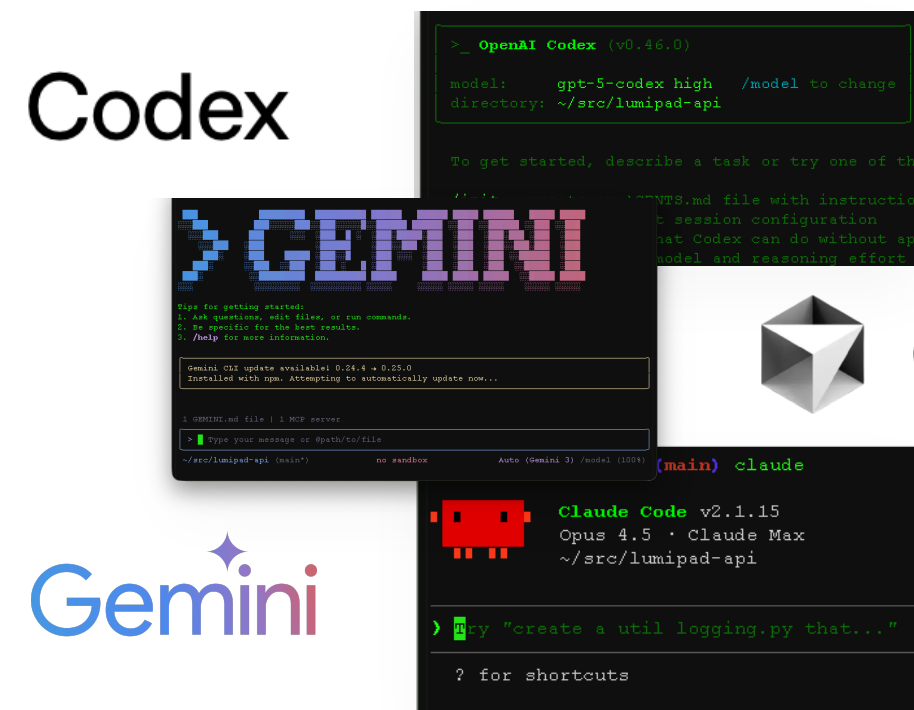 Codex
>_ OpenAI Codex (v0.46.0)
model: gpt-5-codex high /model to change
directory: ~/src/lumipad-api
To get started, describe a task or try one of th
GENTS.md file with instructio
t session configuration
hat Codex can do without ap
model and reasoning effort
> GEMINI
Tips for getting started:
1. Ask questions, edit files, or run commands.
2. Be specific for the best results.
3. /help for more information.
Gemini CLI update available! 0.24.4 → 0.25.0
Installed with npm. Attempting to automatically update now...
1 GEMINI.md file | 1 MCP server
> Type your message or @path/to/file
~/src/lumipad-api (main*) no sandbox Auto (Gemini 3) /model (100%)
(main) claude
Claude Code v2.1.15
Opus 4.5 · Claude Max
~/src/lumipad-api
Gemini
❯ Try "create a util logging.py that..."
? for shortcuts